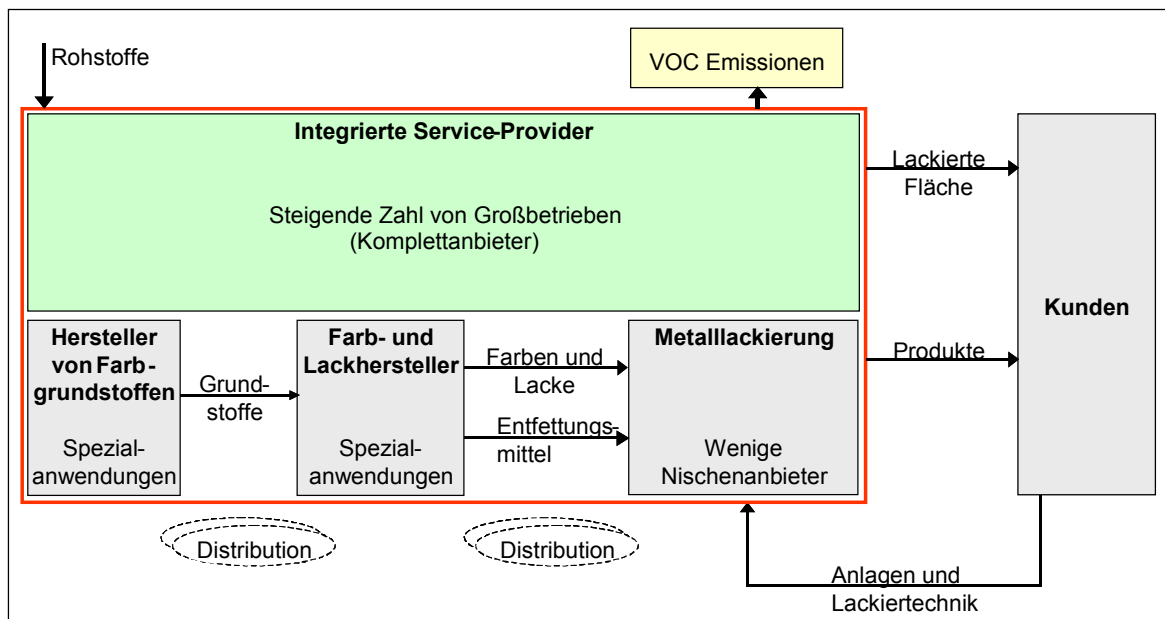 Rohstoffe
VOC Emissionen
Integrierte Service-Provider
Steigende Zahl von Großbetrieben
(Komplettanbieter)
Lackierte
Fläche
Kunden
Hersteller
von Farb-
grundstoffen
Spezial-
anwendungen
Grund-
stoffe
Farb- und
Lackhersteller
Spezial-
anwendungen
Farben und
Lacke
Entfettungs-
mittel
Metalllackierung
Wenige
Nischenanbieter
Produkte
Distribution
Distribution
Anlagen und
Lackiertechnik